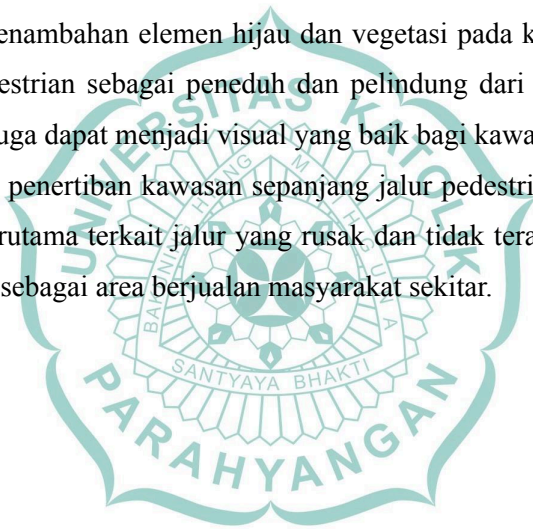 enambahan elemen hijau dan vegetasi pada k
estrian sebagai peneduh dan pelindung dari
uga dapat menjadi visual yang baik bagi kawa
penertiban kawasan sepanjang jalur pedestri
rutama terkait jalur yang rusak dan tidak tera
sebagai area berjualan masyarakat sekitar.
UNIVERSITAS KATOLIK
PARAHYANGAN
SANTYAYA BHAKTI